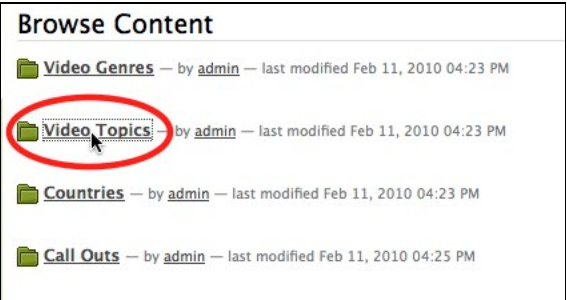 Browse Content
Video Genres — by admin — last modified Feb 11, 2010 04:23 PM
Video Topics — by admin — last modified Feb 11, 2010 04:23 PM
Countries — by admin — last modified Feb 11, 2010 04:23 PM
Call Outs — by admin — last modified Feb 11, 2010 04:25 PM